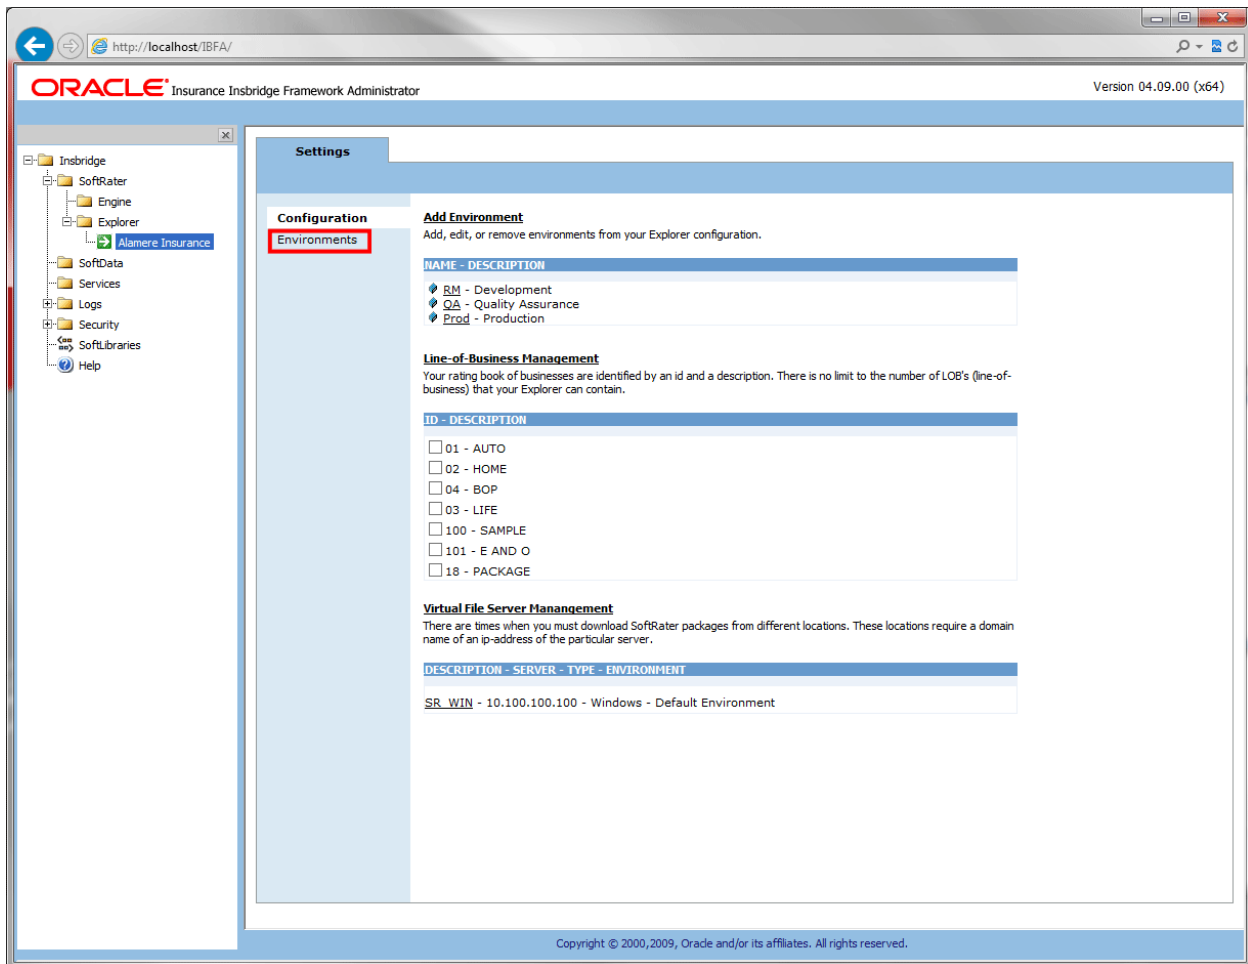 http://localhost/IBFA/
ORACLE Insurance Insbridge Framework Administrator
Version 04.09.00 (x64)
Insbridge
SoftRater
Engine
Explorer
Alamere Insurance
SoftData
Services
Logs
Security
SoftLibraries
Help
Settings
Configuration
Environments
Add Environment
Add, edit, or remove environments from your Explorer configuration.
NAME - DESCRIPTION
RM - Development
QA - Quality Assurance
Prod - Production
Line-of-Business Management
Your rating book of businesses are identified by an id and a description. There is no limit to the number of LOB's (line-of-
business) that your Explorer can contain.
ID - DESCRIPTION
01 - AUTO
02 - HOME
04 - BOP
03 - LIFE
100 - SAMPLE
101 - E AND O
18 - PACKAGE
Virtual File Server Manangement
There are times when you must download SoftRater packages from different locations. These locations require a domain
name of an ip-address of the particular server.
DESCRIPTION - SERVER - TYPE - ENVIRONMENT
SR_WIN - 10.100.100.100 - Windows - Default Environment
Copyright © 2000,2009, Oracle and/or its affiliates. All rights reserved.